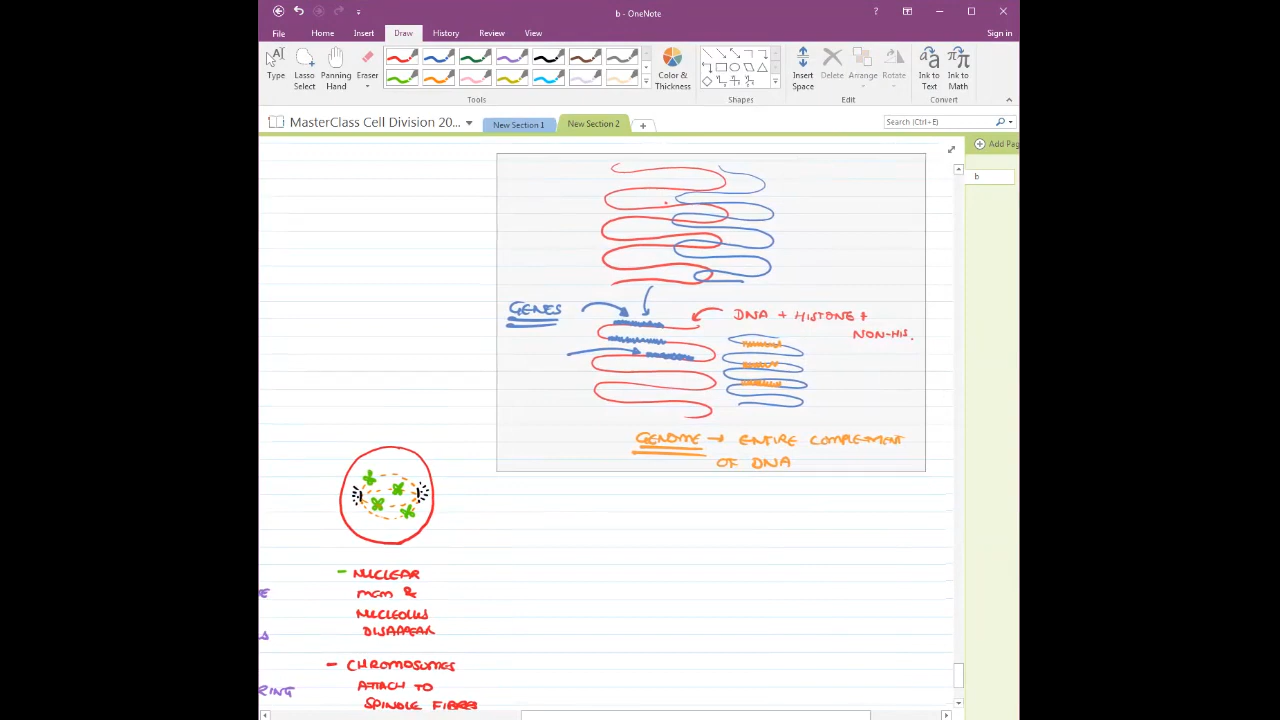 b - OneNote
?
Sign in
File
Home
Insert
Draw
History
Review
View
Type
Lasso
Select
Panning
Hand
Eraser
Color &
Thickness
Insert
Space
Delete
Arrange
Rotate
Ink to
Text
Ink to
Math
Tools
Shapes
Edit
Convert
MasterClass Cell Division 20...
New Section 1
New Section 2
Search (Ctrl+E)
Add Pag
b
GENES
DNA + HISTONE +
NON-HIS.
GENOME → ENTIRE COMPLEMENT
OF DNA
- NUCLEAR
MEM &
NUCLEOLUS
DISAPPEAR
- CHROMOSOMES
ATTACH TO
SPINDLE FIBRES
RING